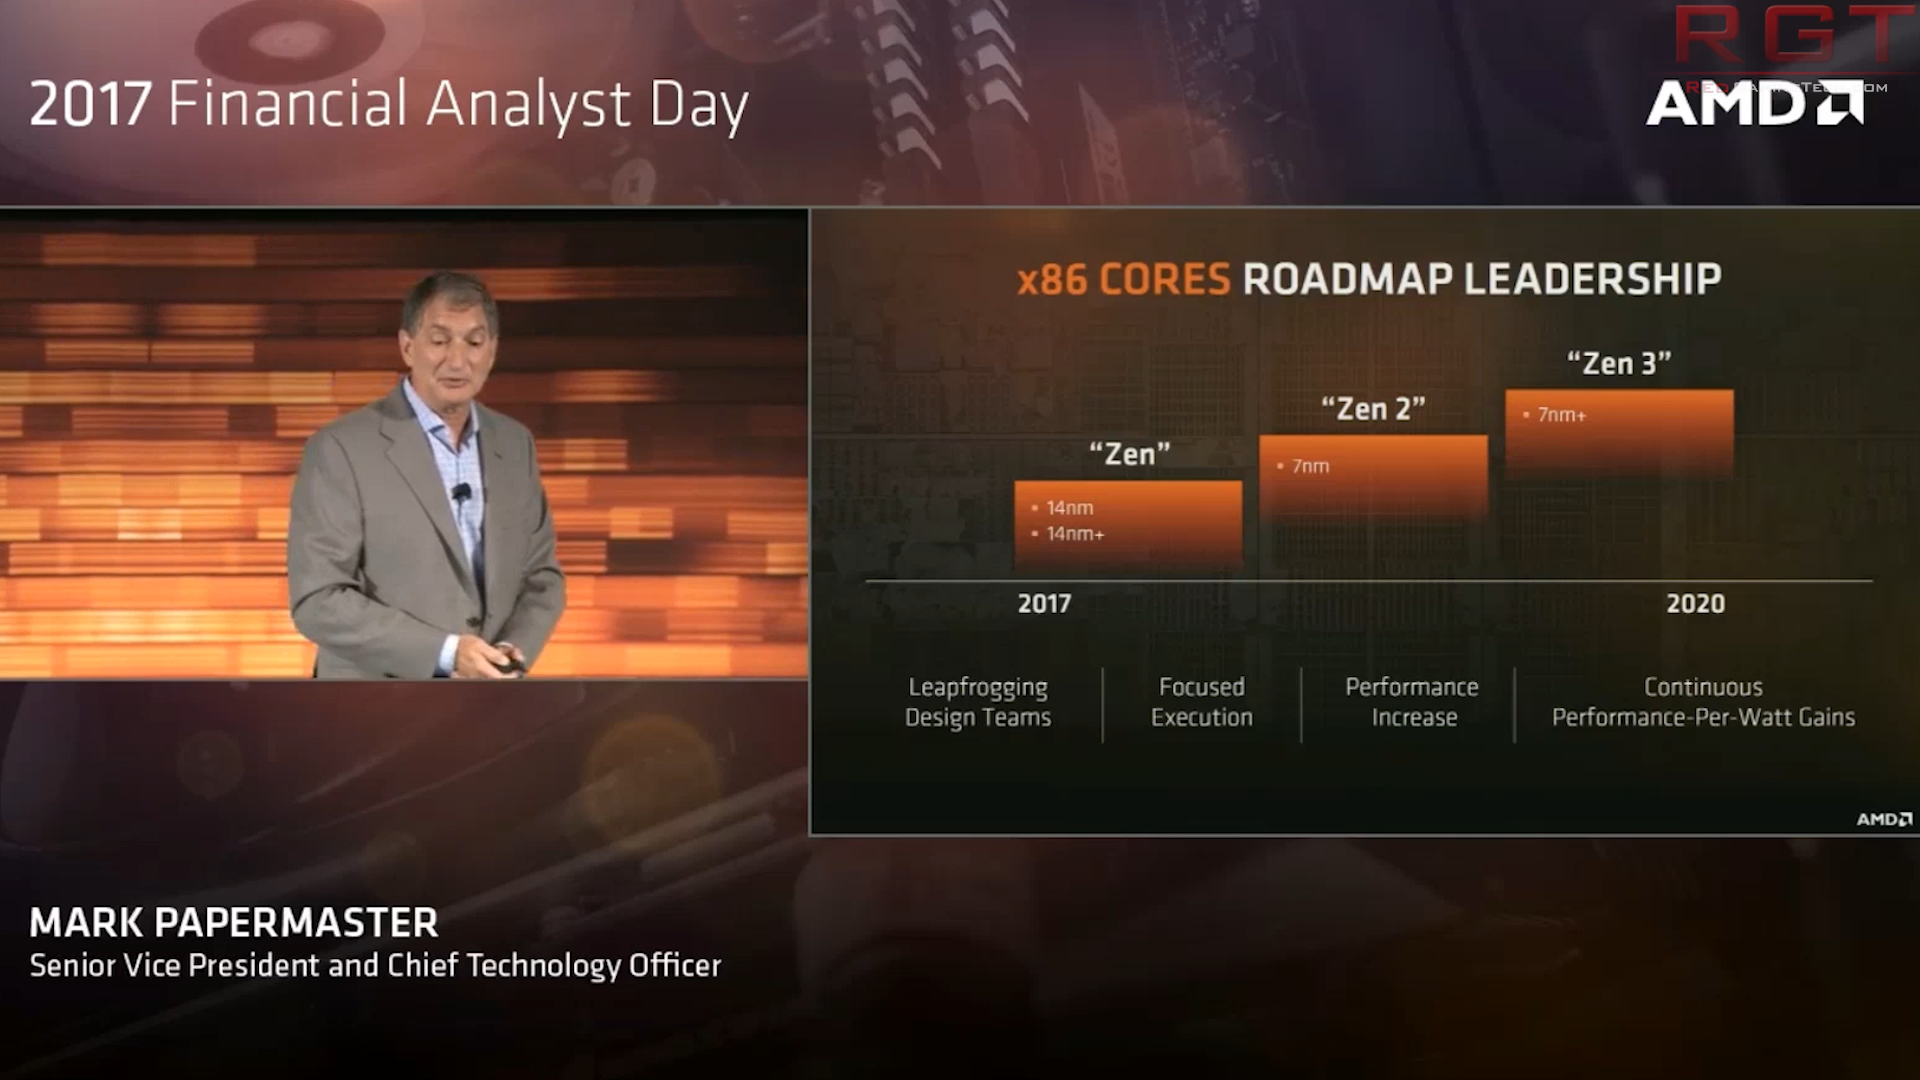 RGT
2017 Financial Analyst Day
AMD
x86 CORES ROADMAP LEADERSHIP
“Zen”
• 14nm
• 14nm+
“Zen 2”
• 7nm
“Zen 3”
• 7nm+
2017
2020
Leapfrogging
Design Teams
Focused
Execution
Performance
Increase
Continuous
Performance-Per-Watt Gains
AMD
MARK PAPERMASTER
Senior Vice President and Chief Technology Officer